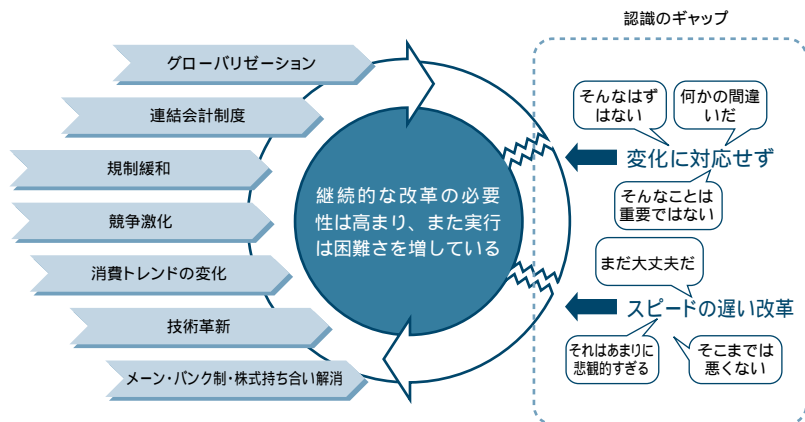 認識のギャップ
グローバリゼーション
連結会計制度
規制緩和
競争激化
消費トレンドの変化
技術革新
メーン・バンク制・株式持ち合い解消
継続的な改革の必要
性は高まり、また実行
は困難さを増している
そんなはず
はない
何かの間違
いだ
変化に対応せず
そんなことは
重要ではない
まだ大丈夫だ
スピードの遅い改革
それはあまりに
悲観的すぎる
そこまでは
悪くない